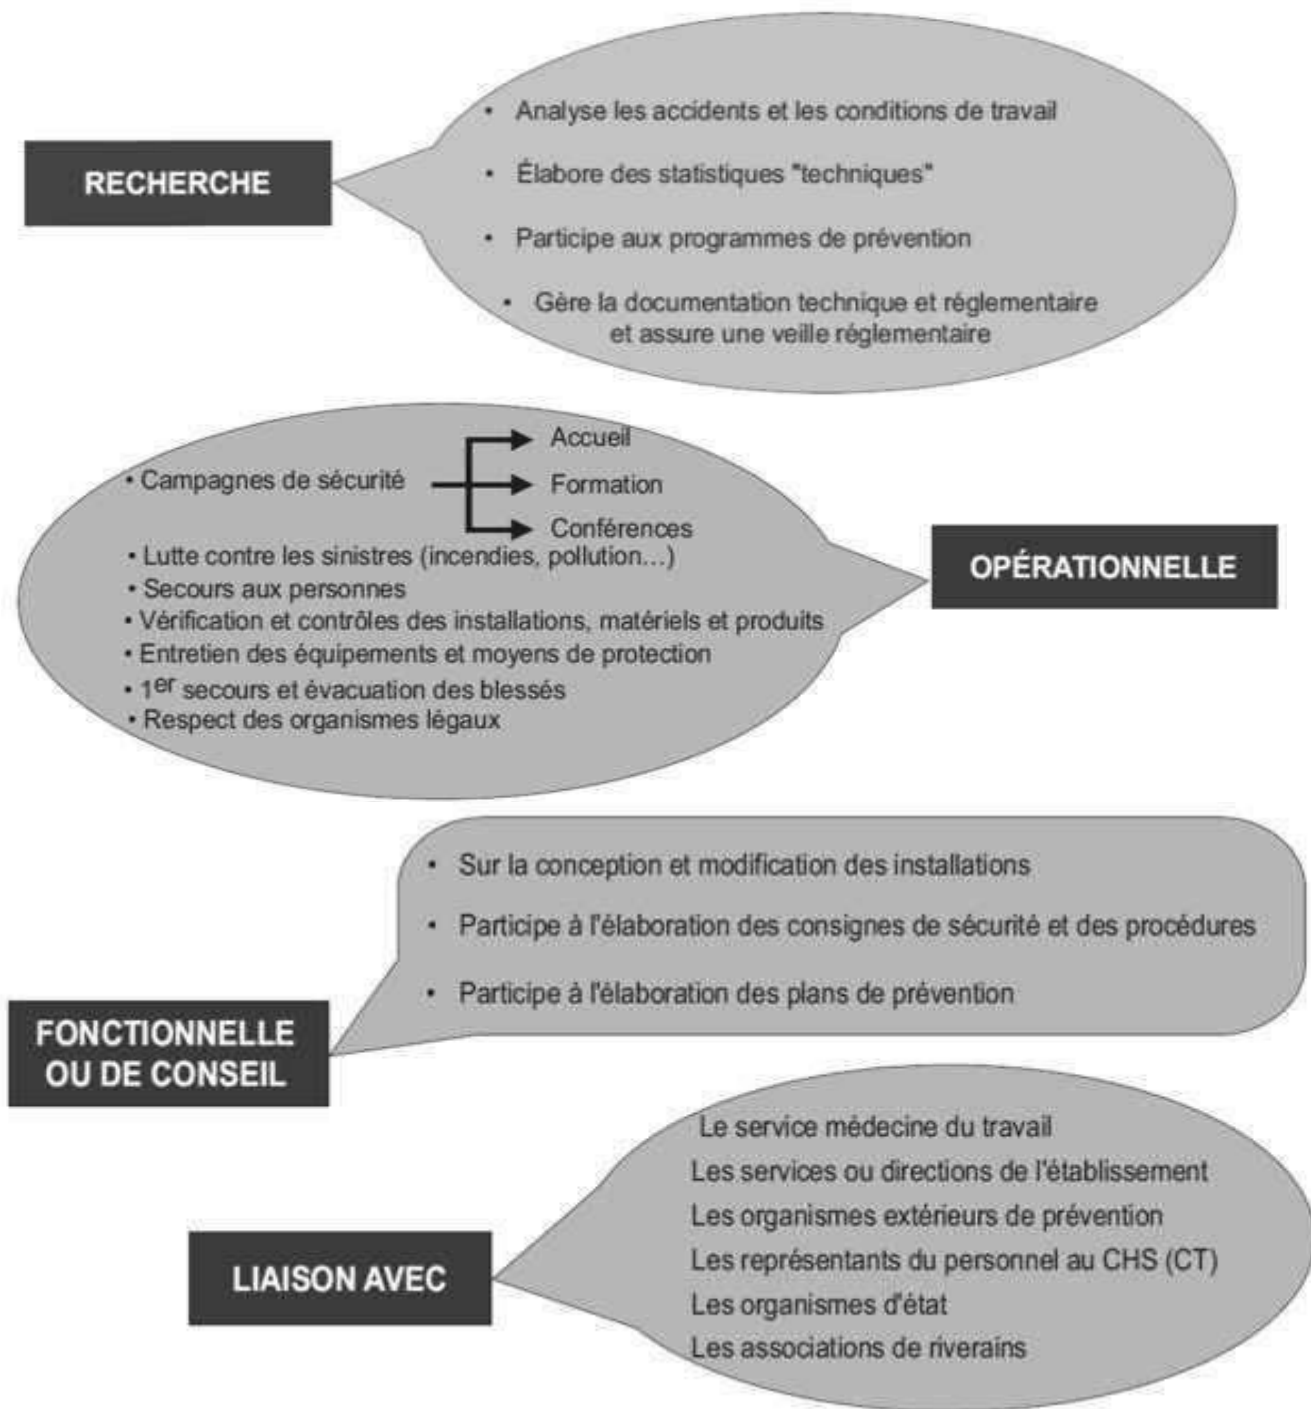 RECHERCHE
• Analyse les accidents et les conditions de travail
• Élabore des statistiques "techniques"
• Participe aux programmes de prévention
• Gère la documentation technique et réglementaire
et assure une veille réglementaire
• Campagnes de sécurité
Accueil
Formation
Conférences
• Lutte contre les sinistres (incendies, pollution…)
• Secours aux personnes
• Vérification et contrôles des installations, matériels et produits
• Entretien des équipements et moyens de protection
• 1er secours et évacuation des blessés
• Respect des organismes légaux
OPÉRATIONNELLE
• Sur la conception et modification des installations
• Participe à l'élaboration des consignes de sécurité et des procédures
• Participe à l'élaboration des plans de prévention
FONCTIONNELLE
OU DE CONSEIL
Le service médecine du travail
Les services ou directions de l'établissement
Les organismes extérieurs de prévention
Les représentants du personnel au CHS (CT)
Les organismes d'état
Les associations de riverains
LIAISON AVEC